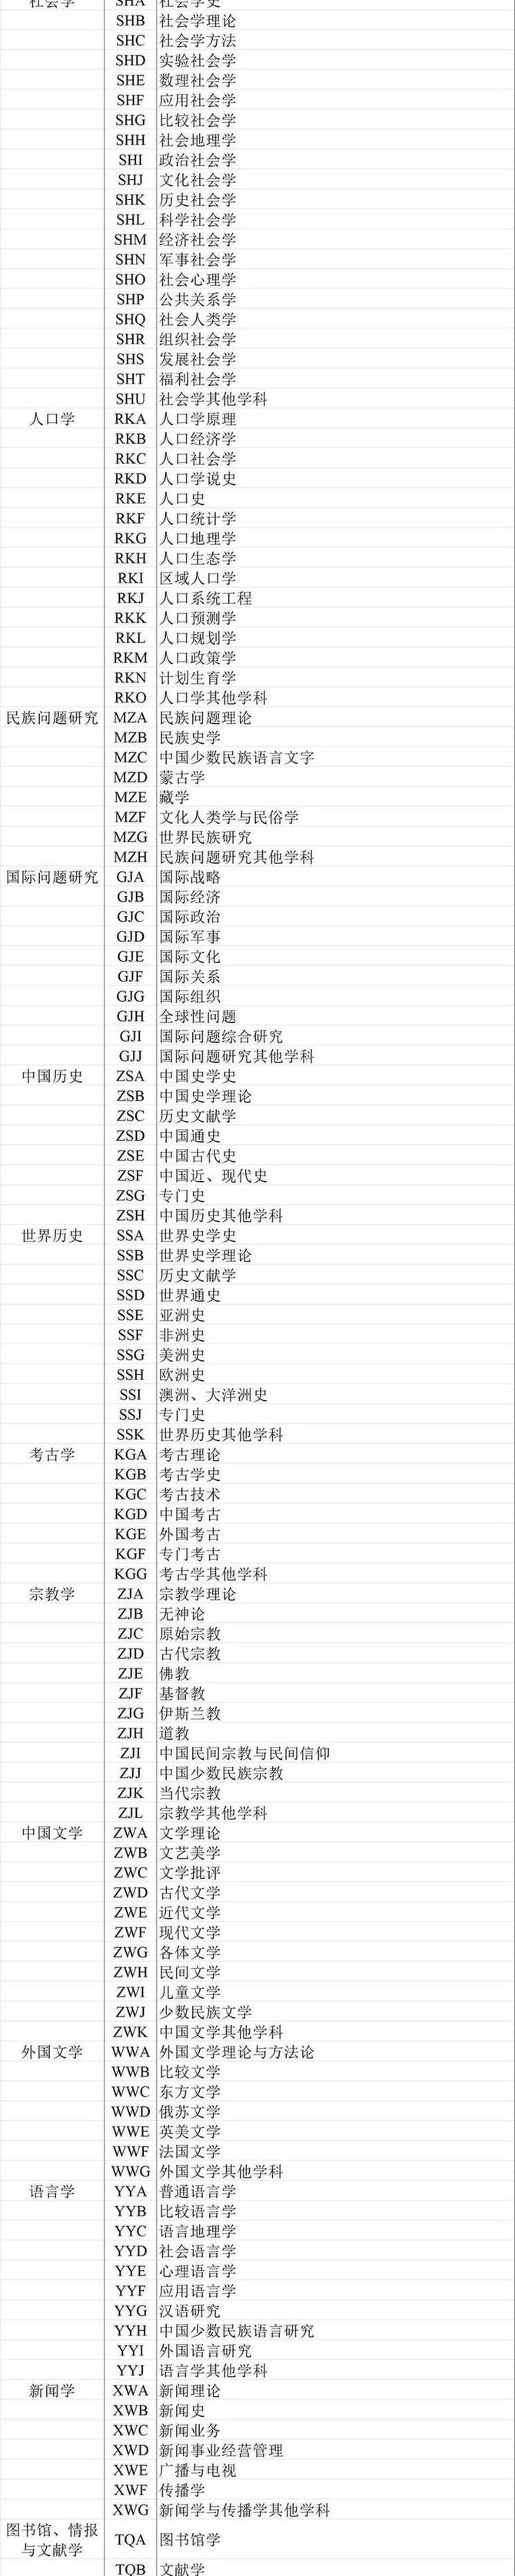 社会学 SHA 社会学史
SHB 社会学理论
SHC 社会学方法
SHD 实验社会学
SHE 数理社会学
SHF 应用社会学
SHG 比较社会学
SHH 社会地理学
SHI 政治社会学
SHJ 文化社会学
SHK 历史社会学
SHL 科学社会学
SHM 经济社会学
SHN 军事社会学
SHO 社会心理学
SHP 公共关系学
SHQ 社会人类学
SHR 组织社会学
SHS 发展社会学
SHT 福利社会学
SHU 社会学其他学科
人口学 RKA 人口学原理
RKB 人口经济学
RKC 人口社会学
RKD 人口学说史
RKE 人口史
RKF 人口统计学
RKG 人口地理学
RKH 人口生态学
RKI 区域人口学
RKJ 人口系统工程
RKK 人口预测学
RKL 人口规划学
RKM 人口政策学
RKN 计划生育学
RKO 人口学其他学科
民族问题研究 MZA 民族问题理论
MZB 民族史学
MZC 中国少数民族语言文字
MZD 蒙古学
MZE 藏学
MZF 文化人类学与民俗学
MZG 世界民族研究
MZH 民族问题研究其他学科
国际问题研究 GJA 国际战略
GJB 国际经济
GJC 国际政治
GJD 国际军事
GJE 国际文化
GJF 国际关系
GJG 国际组织
GJH 全球性问题
GJI 国际问题综合研究
GJJ 国际问题研究其他学科
中国历史 ZSA 中国史学史
ZSB 中国史学理论
ZSC 历史文献学
ZSD 中国通史
ZSE 中国古代史
ZSF 中国近、现代史
ZSG 专门史
ZSH 中国历史其他学科
世界历史 SSA 世界史学史
SSB 世界史学理论
SSC 历史文献学
SSD 世界通史
SSE 亚洲史
SSF 非洲史
SSG 美洲史
SSH 欧洲史
SSI 澳洲、大洋洲史
SSJ 专门史
SSK 世界历史其他学科
考古学 KGA 考古理论
KGB 考古学史
KGC 考古技术
KGD 中国考古
KGE 外国考古
KGF 专门考古
KGG 考古学其他学科
宗教学 ZJA 宗教学理论
ZJB 无神论
ZJC 原始宗教
ZJD 古代宗教
ZJE 佛教
ZJF 基督教
ZJG 伊斯兰教
ZJH 道教
ZJI 中国民间宗教与民间信仰
ZJJ 中国少数民族宗教
ZJK 当代宗教
ZJL 宗教学其他学科
中国文学 ZWA 文学理论
ZWB 文艺美学
ZWC 文学批评
ZWD 古代文学
ZWE 近代文学
ZWF 现代文学
ZWG 各体文学
ZWH 民间文学
ZWI 儿童文学
ZWJ 少数民族文学
ZWK 中国文学其他学科
外国文学 WWA 外国文学理论与方法论
WWB 比较文学
WWC 东方文学
WWD 俄苏文学
WWE 英美文学
WWF 法国文学
WWG 外国文学其他学科
语言学 YYA 普通语言学
YYB 比较语言学
YYC 语言地理学
YYD 社会语言学
YYE 心理语言学
YYF 应用语言学
YYG 汉语研究
YYH 中国少数民族语言研究
YYI 外国语言研究
YYJ 语言学其他学科
新闻学 XWA 新闻理论
XWB 新闻史
XWC 新闻业务
XWD 新闻事业经营管理
XWE 广播与电视
XWF 传播学
XWG 新闻学与传播学其他学科
图书馆、情报
与文献学 TQA 图书馆学
TQB 文献学